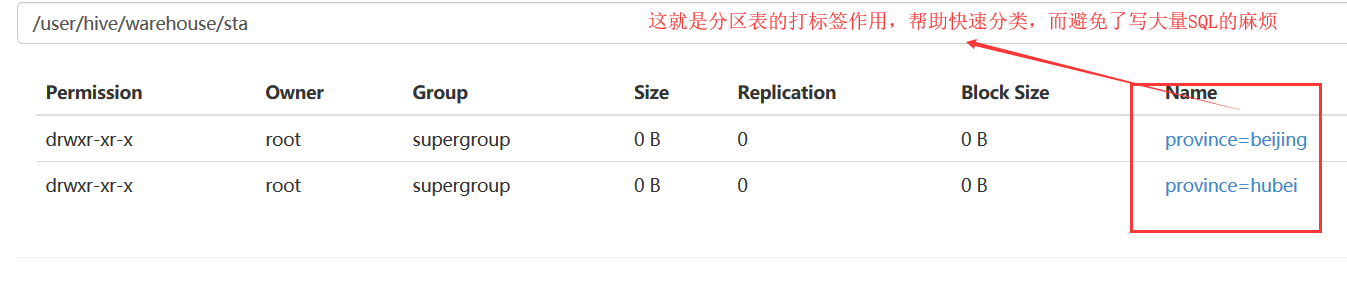 /user/hive/warehouse/sta
这就是分区表的打标签作用，帮助快速分类，而避免了写大量SQL的麻烦
Permission Owner Group Size Replication Block Size Name
drwxr-xr-x root supergroup 0 B 0 0 B province=beijing
drwxr-xr-x root supergroup 0 B 0 0 B province=hubei